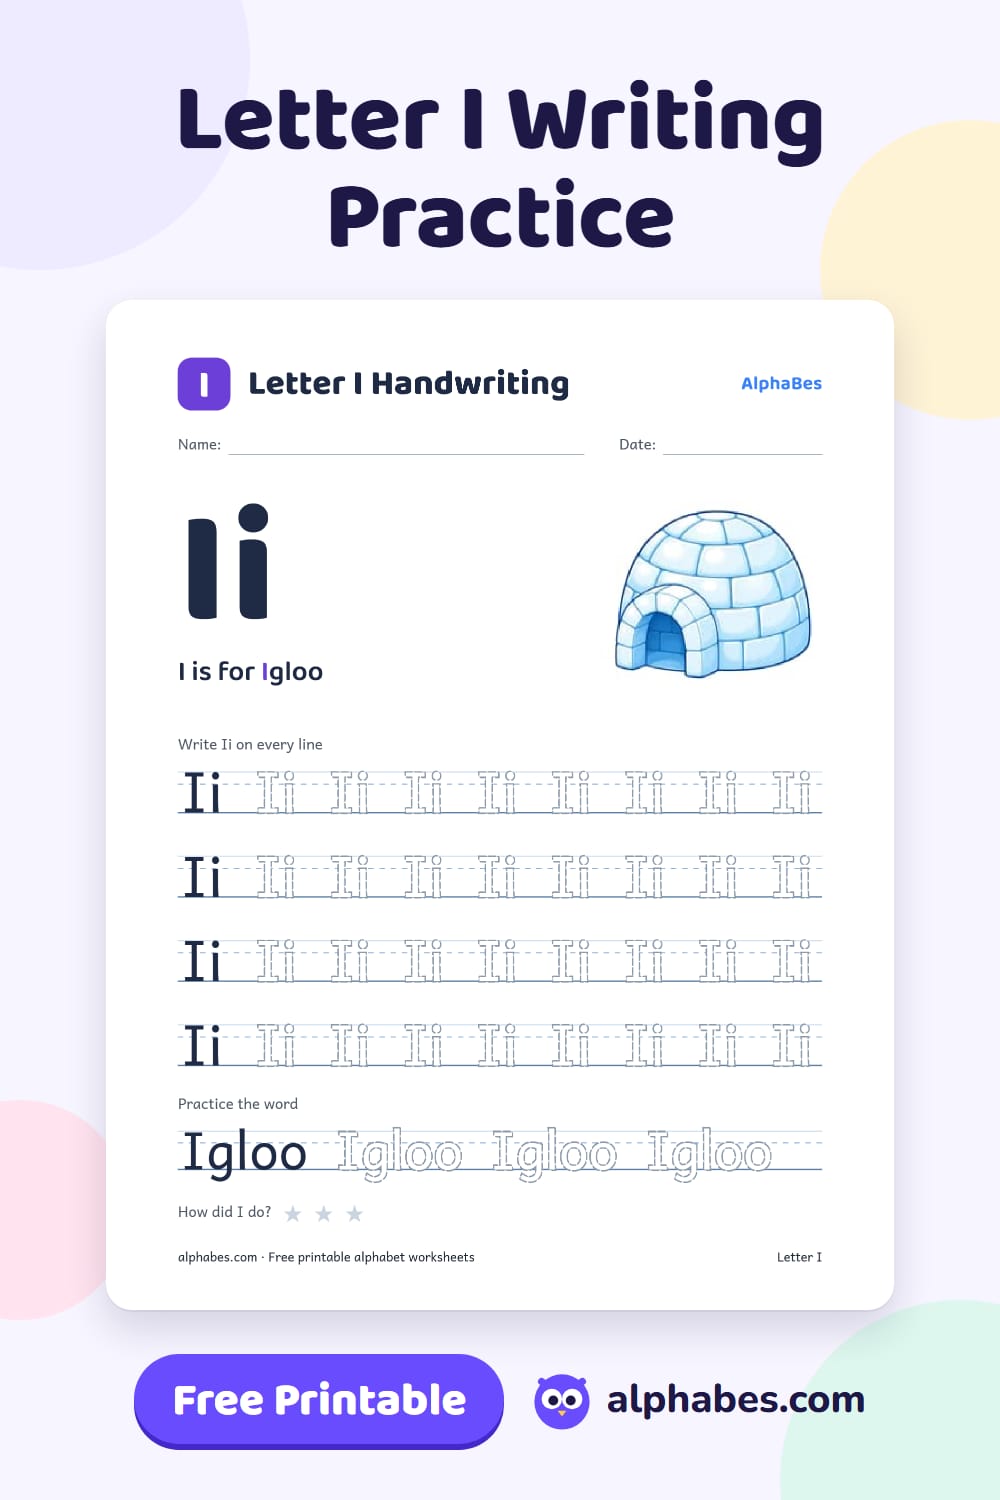 Letter I Writing
Practice
I Letter I Handwriting AlphaBes
Name: Date:
Ii
I is for Igloo
Write Ii on every line
Ii Ii Ii Ii Ii Ii Ii Ii Ii
Ii Ii Ii Ii Ii Ii Ii Ii Ii
Ii Ii Ii Ii Ii Ii Ii Ii Ii
Ii Ii Ii Ii Ii Ii Ii Ii Ii
Practice the word
Igloo Igloo Igloo Igloo
How did I do? ★ ★ ★
alphabes.com · Free printable alphabet worksheets Letter I
Free Printable alphabes.com